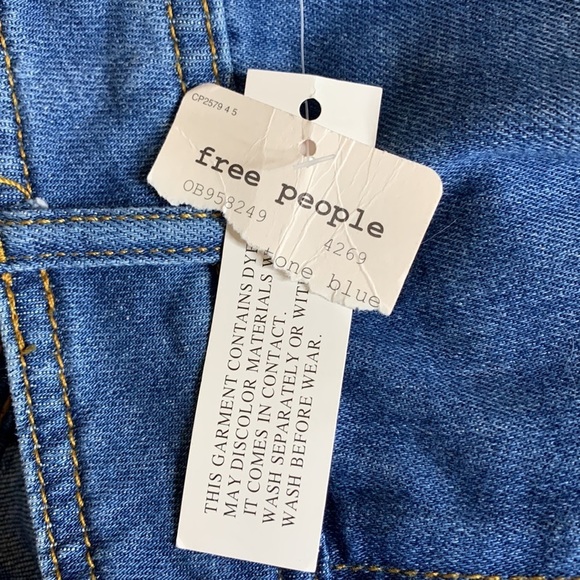 CP2579 4 5
free people
OB958249 4269
tone blue
THIS GARMENT CONTAINS DYE
MAY DISCOLOR MATERIALS W
IT COMES IN CONTACT.
WASH SEPARATELY OR WIT
WASH BEFORE WEAR.